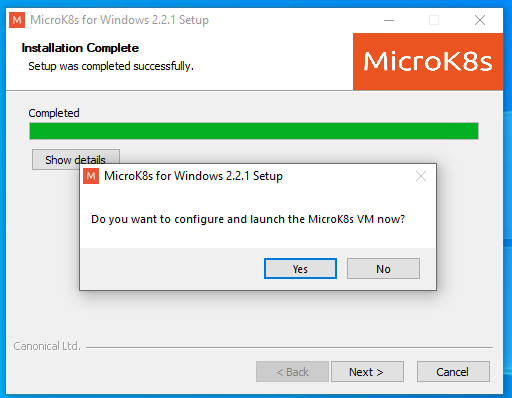 M MicroK8s for Windows 2.2.1 Setup
Installation Complete
Setup was completed successfully.
MicroK8s
Completed
Show details
M MicroK8s for Windows 2.2.1 Setup
Do you want to configure and launch the MicroK8s VM now?
Yes No
Canonical Ltd.
< Back Next > Cancel